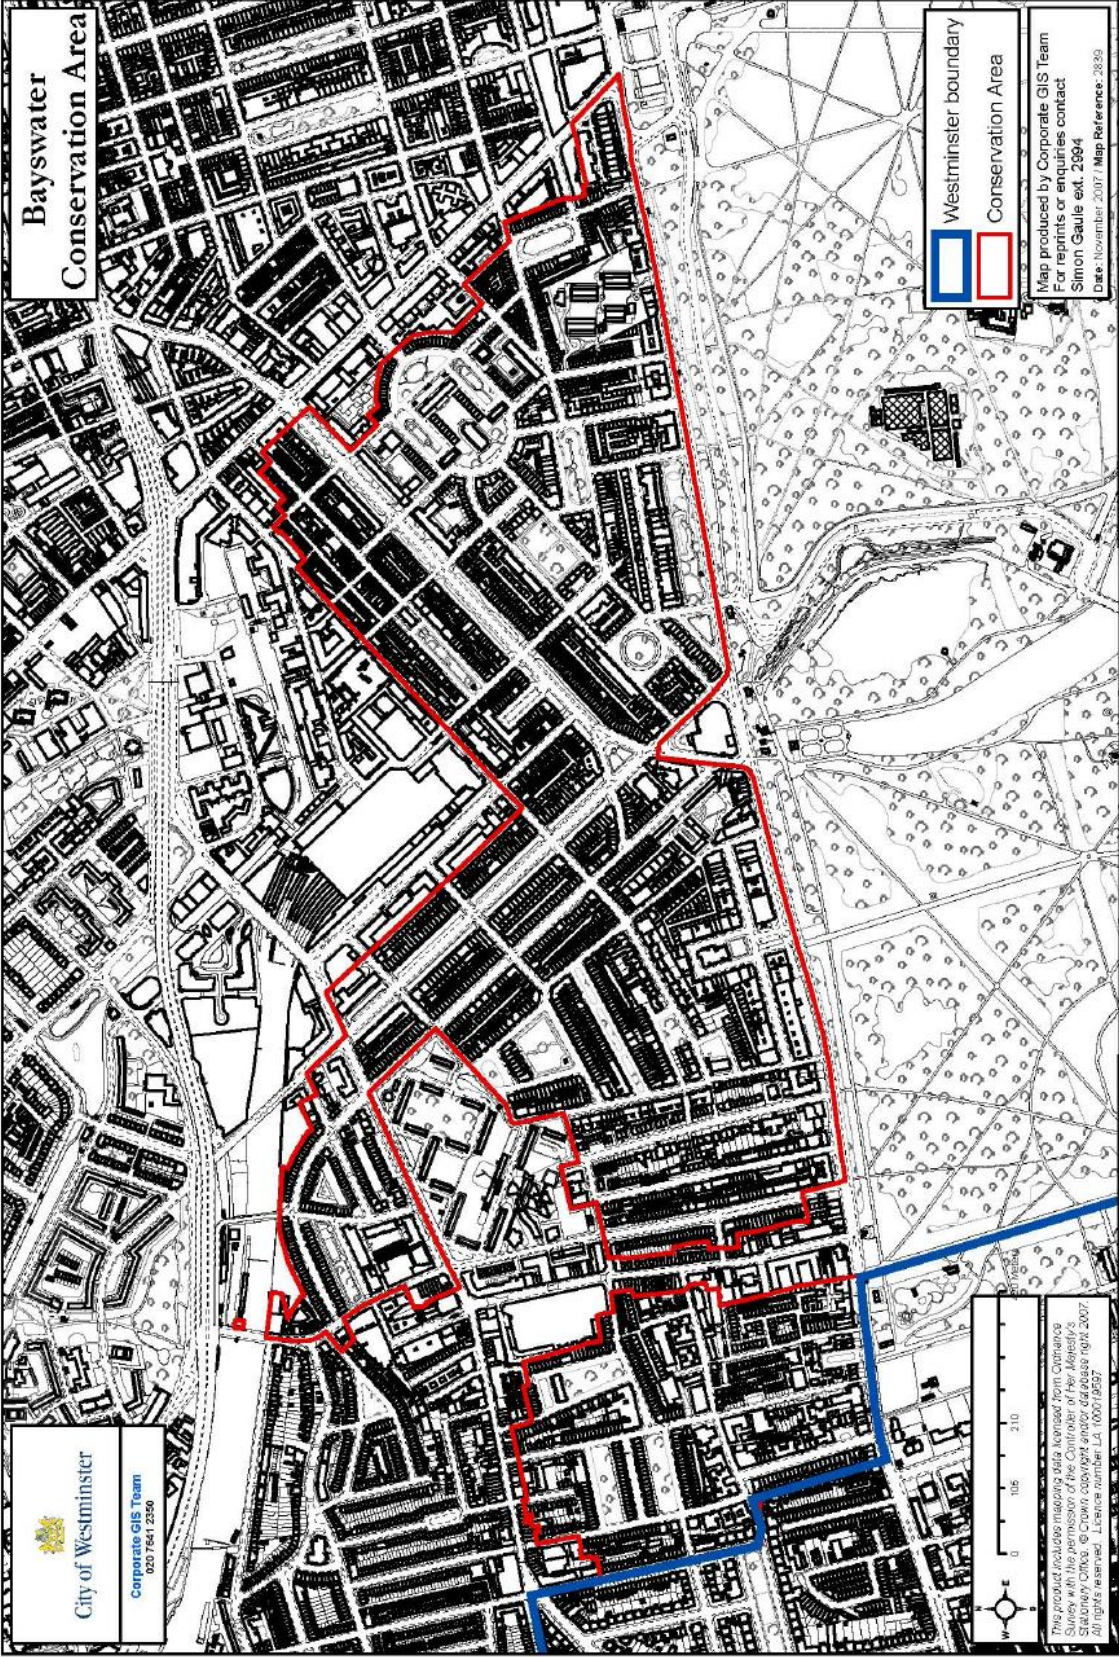 Bayswater
Conservation Area
City of Westminster
Corporate GIS Team
020 7641 2350
Westminster boundary
Conservation Area
Map produced by Corporate GIS Team
For reprints or enquiries contact
Simon Gaule ext. 2994
Date: November 2007 / Map Reference: 2839
N
W
E
0
105
210
This product includes mapping data licensed from Ordnance
Survey with the permission of the Controller of Her Majesty's
Stationery Office. © Crown copyright and/or database right 2007.
All rights reserved. Licence number LA 100019597